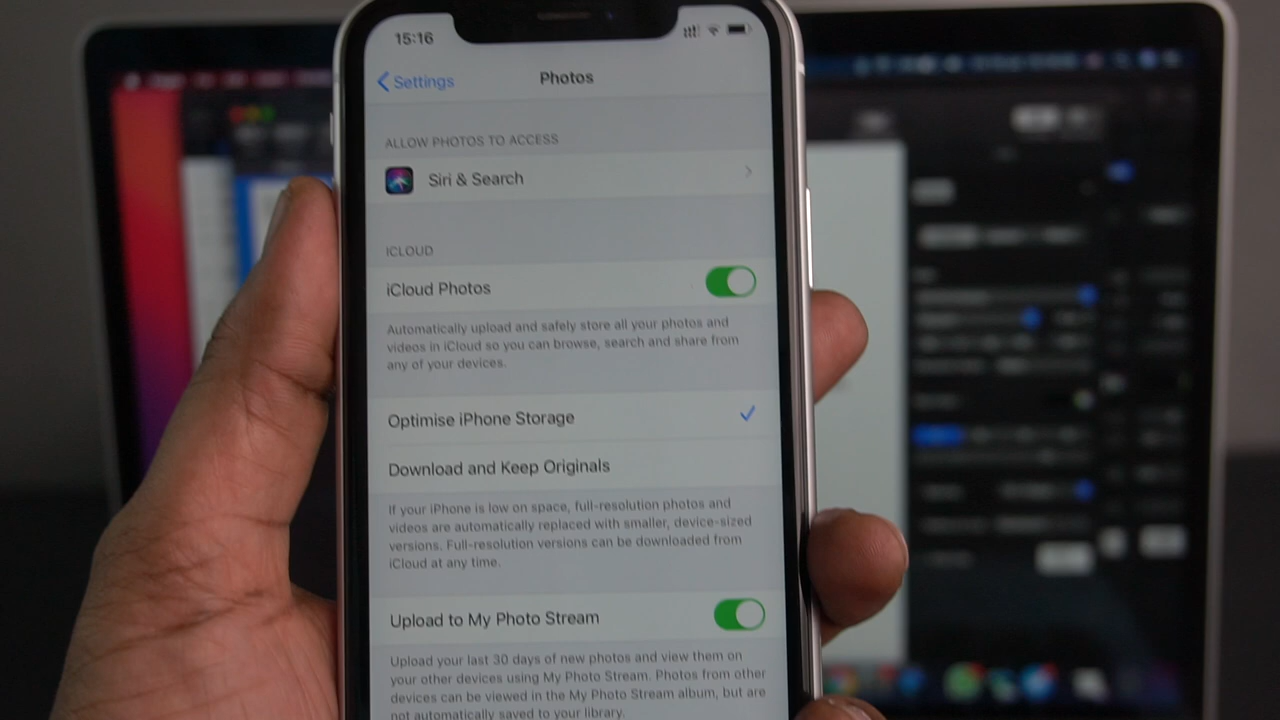 15:16
Settings
Photos
ALLOW PHOTOS TO ACCESS
Siri & Search
ICLOUD
iCloud Photos
Automatically upload and safely store all your photos and
videos in iCloud so you can browse, search and share from
any of your devices.
Optimise iPhone Storage
Download and Keep Originals
If your iPhone is low on space, full-resolution photos and
videos are automatically replaced with smaller, device-sized
versions. Full-resolution versions can be downloaded from
iCloud at any time.
Upload to My Photo Stream
Upload your last 30 days of new photos and view them on
your other devices using My Photo Stream. Photos from other
devices can be viewed in the My Photo Stream album, but are
not automatically saved to your library.